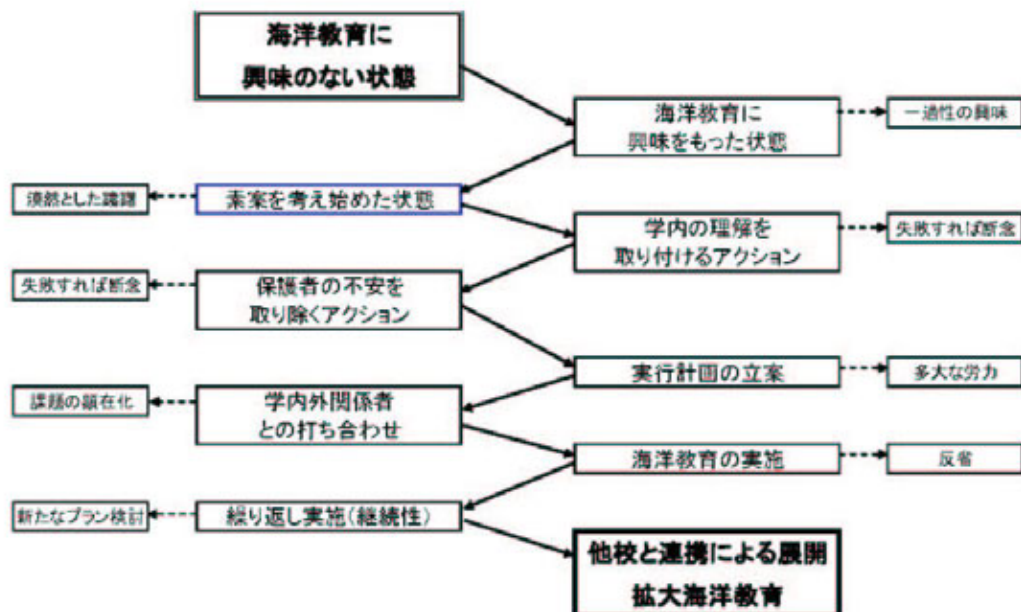 海洋教育に
興味のない状態
海洋教育に
興味をもった状態
一過性の興味
漠然とした
素案を考え始めた状態
学内の理解を
取り付けるアクション
失敗すれば断念
失敗すれば断念
保護者の不安を
取り除くアクション
実行計画の立案
多大な労力
課題の顕在化
学内外関係者
との打ち合わせ
海洋教育の実施
反省
新たなプラン検討
繰り返し実施(継続性)
他校と連携による展開
拡大海洋教育